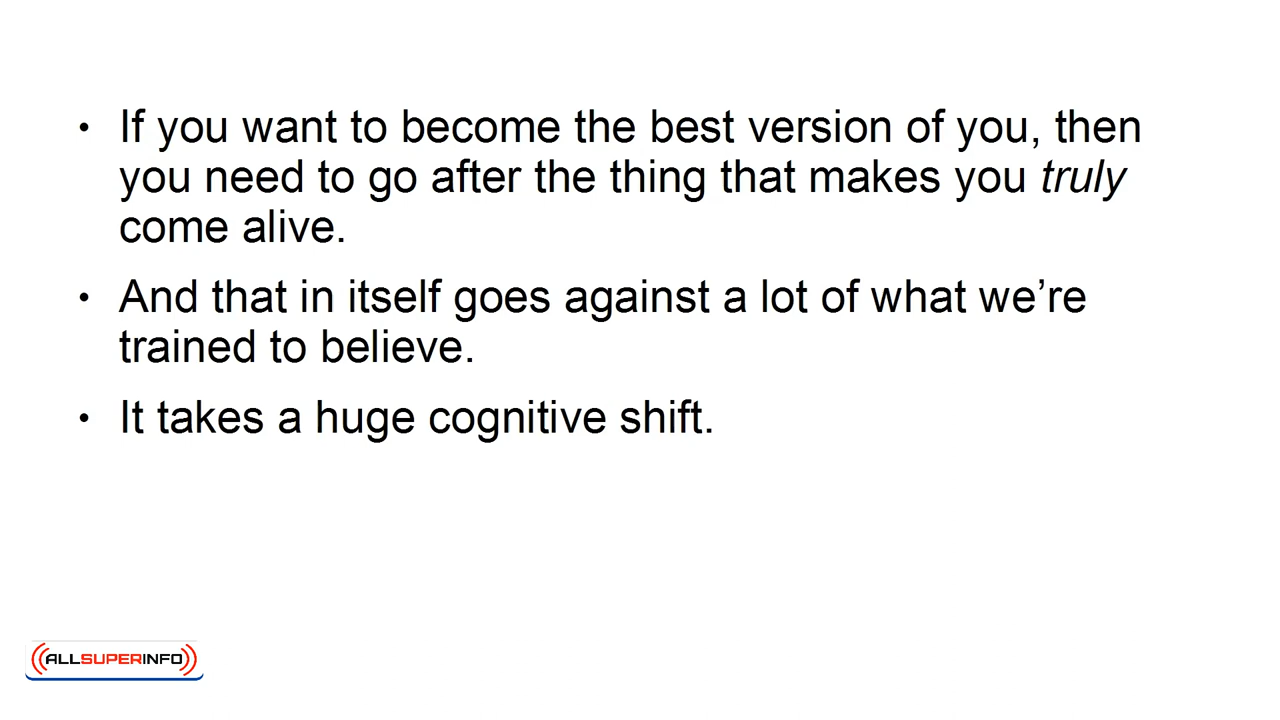 • If you want to become the best version of you, then
you need to go after the thing that makes you truly
come alive.
• And that in itself goes against a lot of what we’re
trained to believe.
• It takes a huge cognitive shift.
ALLSUPERINFO